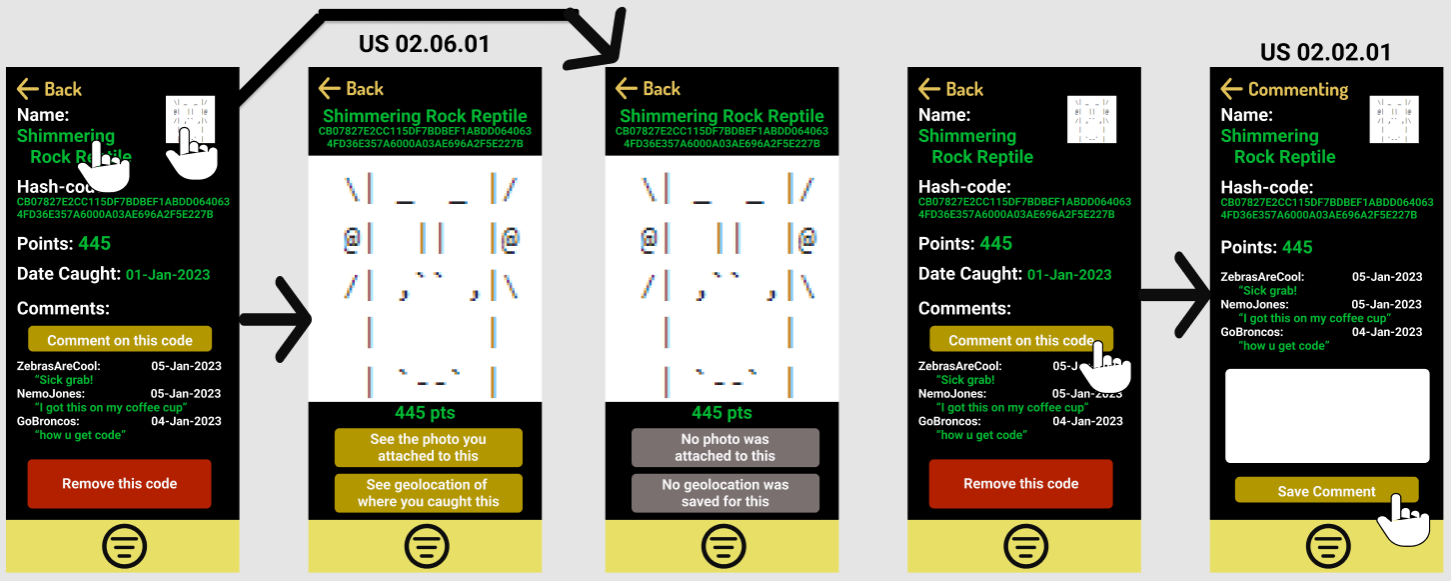 US 02.06.01
US 02.02.01
Back
Name:
Shimmering
Rock Reptile
Hash-code:
CB07827E2CC115DF7BDBEF1ABDD064063
4FD36E357A6000A03AE696A2F5E227B
Points: 445
Date Caught: 01-Jan-2023
Comments:
Comment on this code
ZebrasAreCool: 05-Jan-2023
“Sick grab!
NemoJones: 05-Jan-2023
“I got this on my coffee cup”
GoBroncos: 04-Jan-2023
“how u get code”
Remove this code
Back
Shimmering Rock Reptile
CB07827E2CC115DF7BDBEF1ABDD064063
4FD36E357A6000A03AE696A2F5E227B
\| _ _ |/
@| || |@
/| ,`` ,|\
| |
| `--` |
445 pts
See the photo you
attached to this
See geolocation of
where you caught this
Back
Shimmering Rock Reptile
CB07827E2CC115DF7BDBEF1ABDD064063
4FD36E357A6000A03AE696A2F5E227B
\| _ _ |/
@| || |@
/| ,`` ,|\
| |
| `--` |
445 pts
No photo was
attached to this
No geolocation was
saved for this
Back
Name:
Shimmering
Rock Reptile
Hash-code:
CB07827E2CC115DF7BDBEF1ABDD064063
4FD36E357A6000A03AE696A2F5E227B
Points: 445
Date Caught: 01-Jan-2023
Comments:
Comment on this code
ZebrasAreCool:
“Sick grab!
NemoJones: 05-Jan-2023
“I got this on my coffee cup”
GoBroncos: 04-Jan-2023
“how u get code”
Remove this code
Commenting
Name:
Shimmering
Rock Reptile
Hash-code:
CB07827E2CC115DF7BDBEF1ABDD064063
4FD36E357A6000A03AE696A2F5E227B
Points: 445
ZebrasAreCool: 05-Jan-2023
“Sick grab!
NemoJones: 05-Jan-2023
“I got this on my coffee cup”
GoBroncos: 04-Jan-2023
“how u get code”
Save Comment